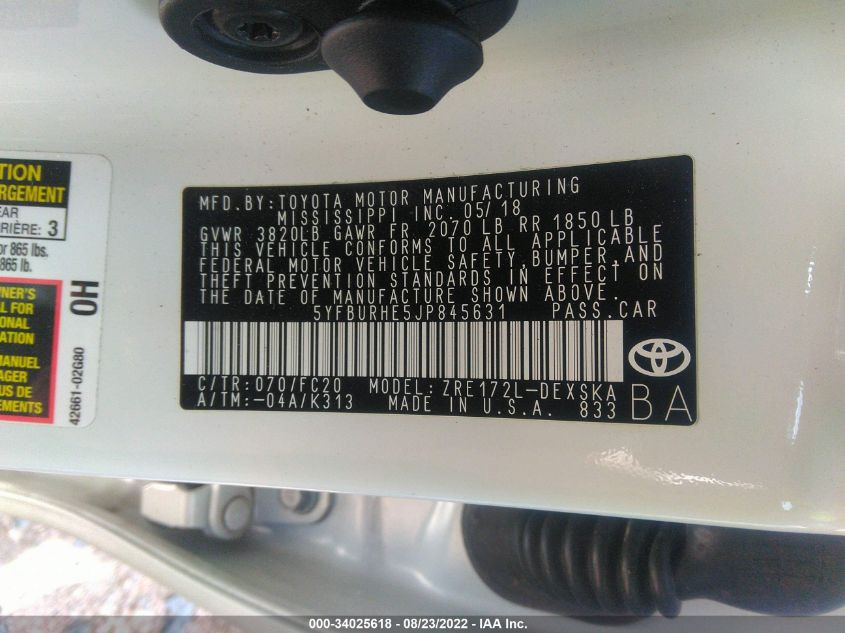 TION
RGEMENT
EAR
RRIÈRE: 3
or 865 lbs.
865 lb.
NER'S
L FOR
ONAL
ATION
MANUEL
AGER
US DE
NTS.
OH
42661-02G80
MFD.BY:TOYOTA MOTOR MANUFACTURING
MISSISSIPPI INC. 05/18
GVWR 3820LB GAWR FR 2070 LB RR 1850 LB
THIS VEHICLE CONFORMS TO ALL APPLICABLE
FEDERAL MOTOR VEHICLE SAFETY,BUMPER,AND
THEFT PREVENTION STANDARDS IN EFFECT ON
THE DATE OF MANUFACTURE SHOWN ABOVE.
5YFBURHE5JP845631 PASS.CAR
C/TR: 070/FC20 MODEL: ZRE172L-DEXSKA
A/TM:-04A/K313 MADE IN U.S.A. 833
BA
000-34025618 - 08/23/2022 - IAA Inc.